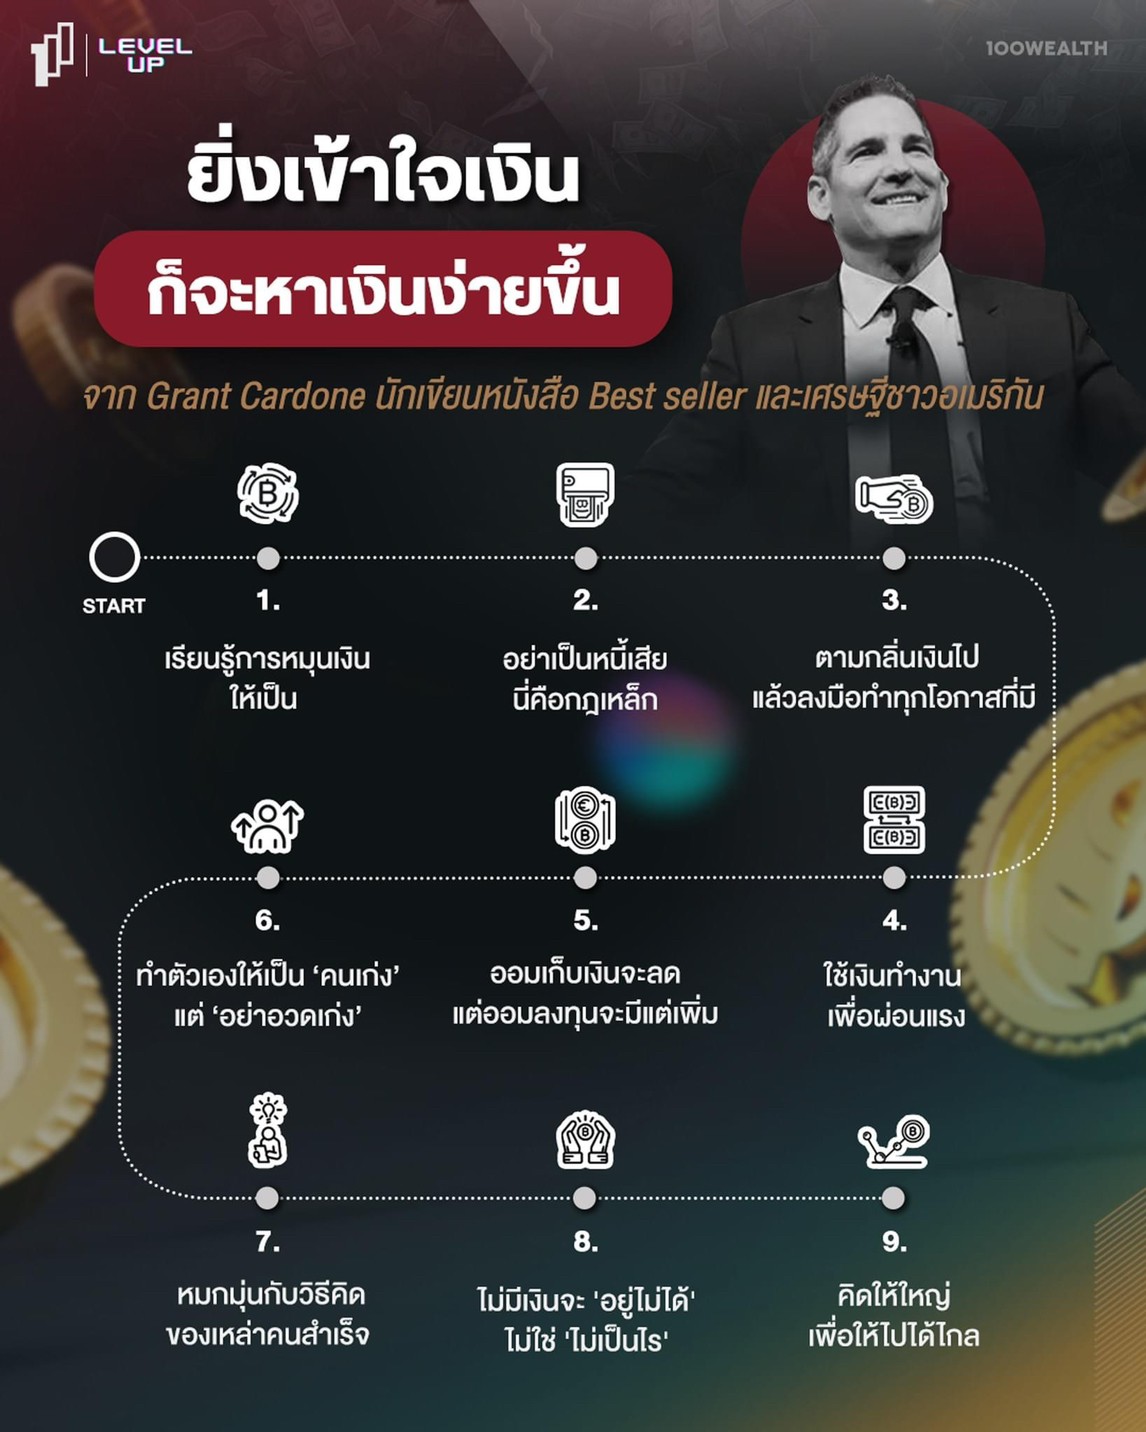 LEVEL
UP
100WEALTH
ยิ่งเข้าใจเงิน
ก็จะหาเงินง่ายขึ้น
จาก Grant Cardone นักเขียนหนังสือ Best seller และเศรษฐีชาวอเมริกัน
START
1.
เรียนรู้การหมุนเงิน
ให้เป็น
2.
อย่าเป็นหนี้เสีย
นี่คือกฎเหล็ก
3.
ตามกลิ่นเงินไป
แล้วลงมือทำทุกโอกาสที่มี
4.
ใช้เงินทำงาน
เพื่อผ่อนแรง
5.
ออมเก็บเงินจะลด
แต่ออมลงทุนจะมีแต่เพิ่ม
6.
ทำตัวเองให้เป็น ‘คนเก่ง’
แต่ ‘อย่าอวดเก่ง’
7.
หมกมุ่นกับวิธีคิด
ของเหล่าคนสำเร็จ
8.
ไม่มีเงินจะ 'อยู่ไม่ได้'
ไม่ใช่ 'ไม่เป็นไร'
9.
คิดให้ใหญ่
เพื่อให้ไปได้ไกล